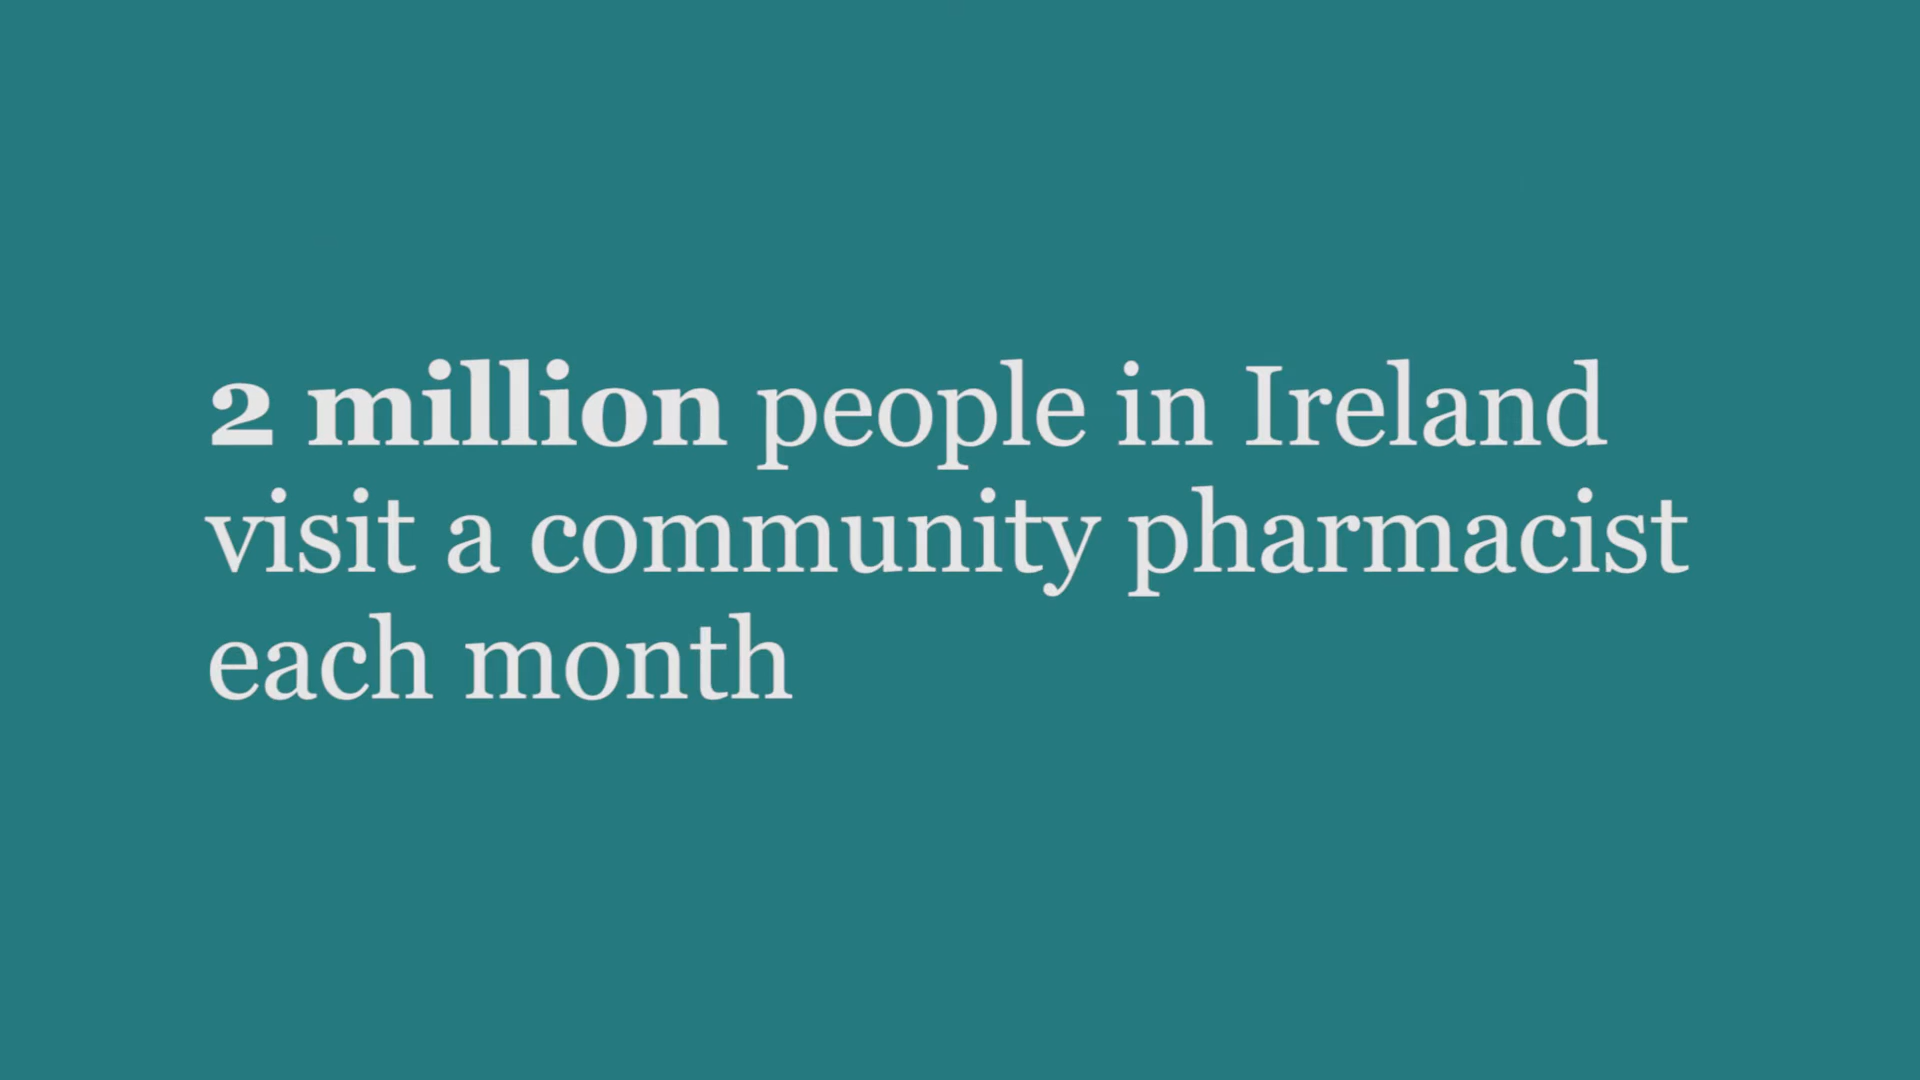 2 million people in Ireland
visit a community pharmacist
each month